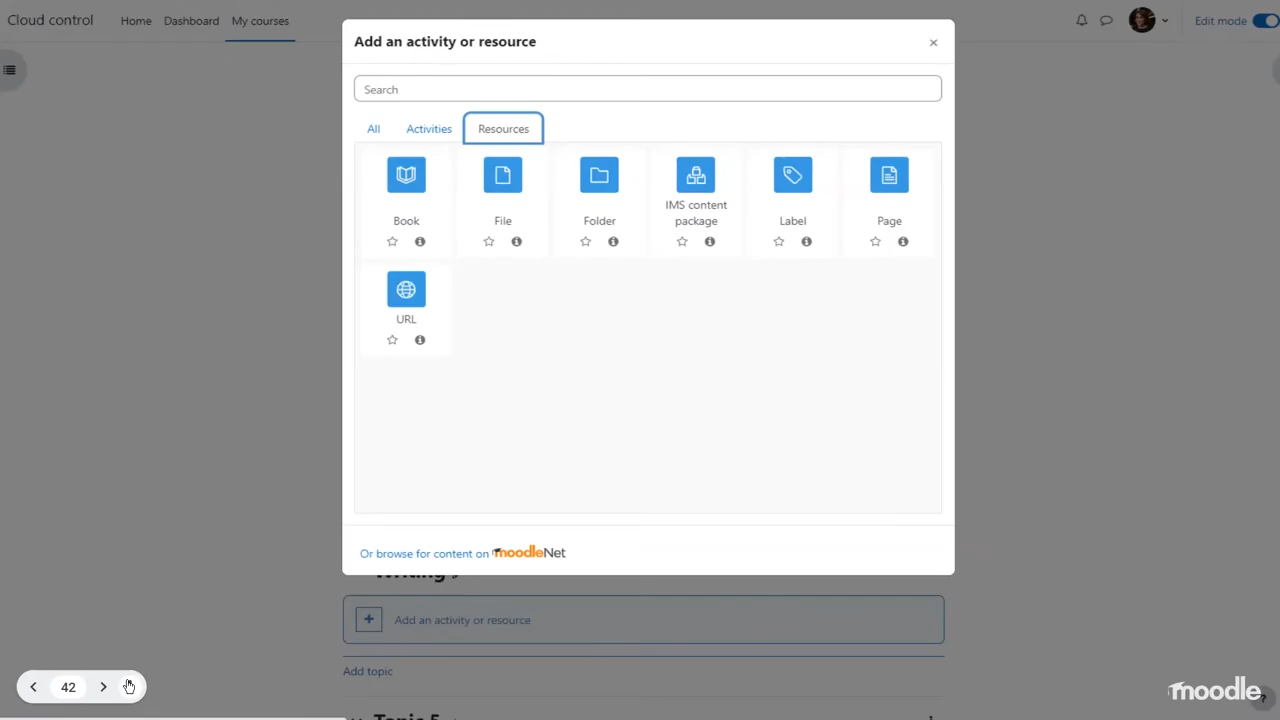 Cloud control Home Dashboard My courses Edit mode
Add an activity or resource
×
Search
All Activities Resources
Book File Folder IMS content package Label Page
URL
Or browse for content on moodleNet
Writing
+ Add an activity or resource
Add topic
42
moodle
?
Topic 5